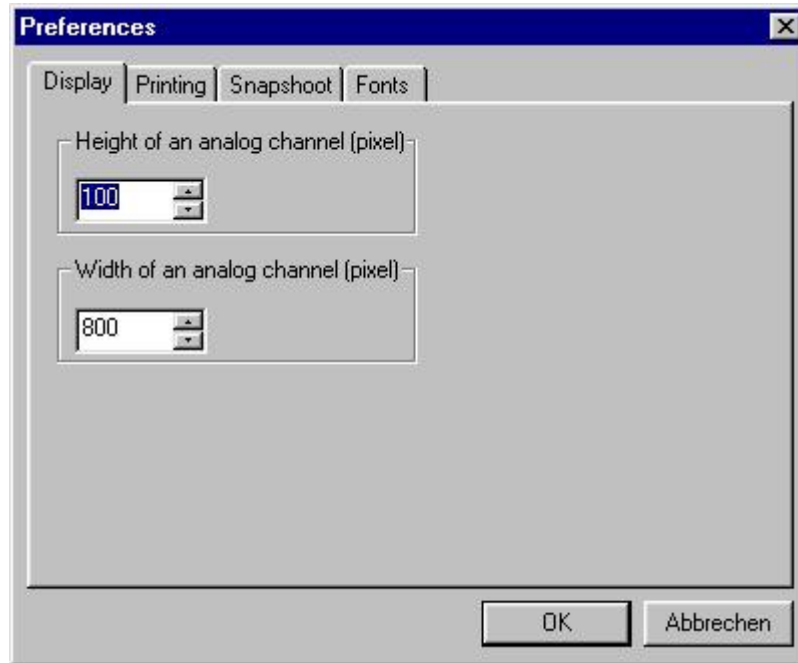 Preferences
Display Printing Snapshoot Fonts
Height of an analog channel (pixel)
100
Width of an analog channel (pixel)
800
OK Abbrechen